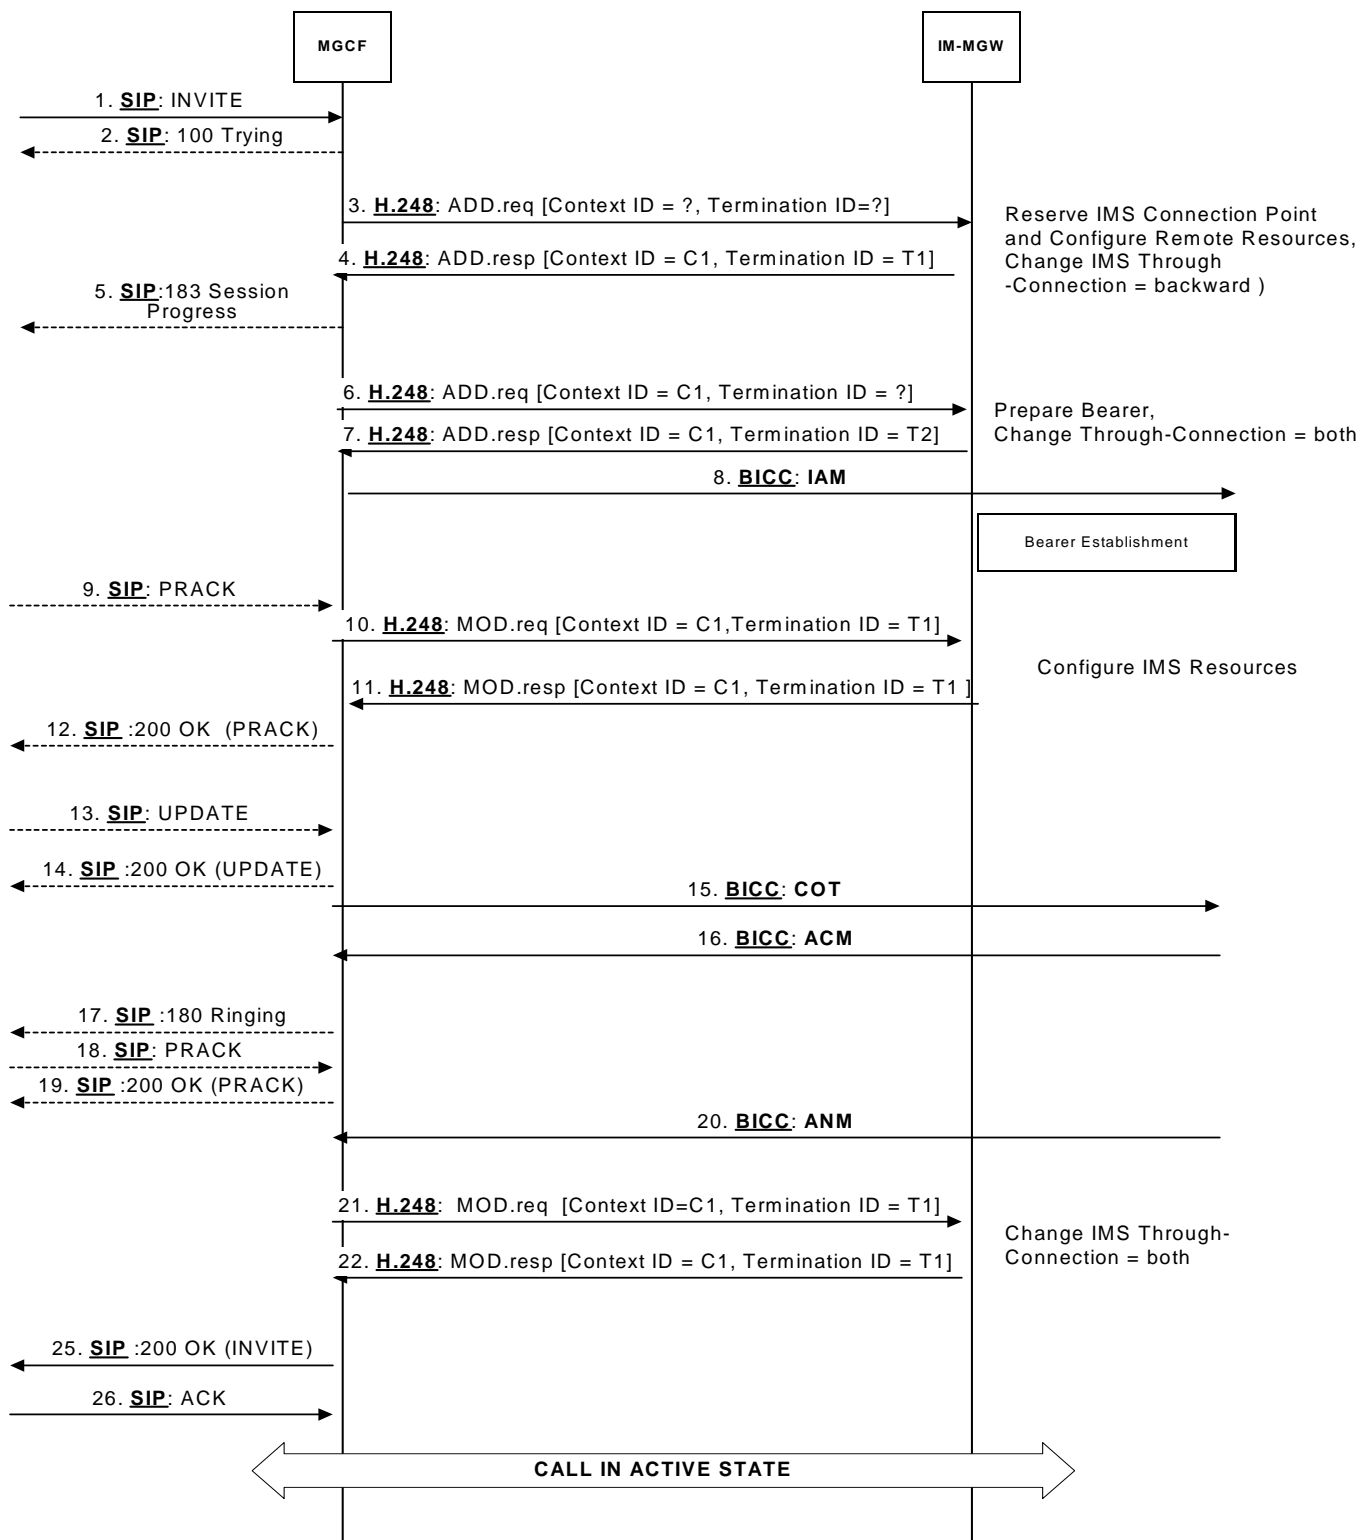 MGCF
IM-MGW
1. SIP: INVITE
2. SIP: 100 Trying
3. H.248: ADD.req [Context ID = ?, Termination ID=?]
Reserve IMS Connection Point
and Configure Remote Resources,
Change IMS Through
-Connection = backward )
4. H.248: ADD.resp [Context ID = C1, Termination ID = T1]
5. SIP:183 Session
Progress
6. H.248: ADD.req [Context ID = C1, Termination ID = ?]
Prepare Bearer,
Change Through-Connection = both
7. H.248: ADD.resp [Context ID = C1, Termination ID = T2]
8. BICC: IAM
Bearer Establishment
9. SIP: PRACK
10. H.248: MOD.req [Context ID = C1,Termination ID = T1]
Configure IMS Resources
11. H.248: MOD.resp [Context ID = C1, Termination ID = T1 ]
12. SIP :200 OK (PRACK)
13. SIP: UPDATE
14. SIP :200 OK (UPDATE)
15. BICC: COT
16. BICC: ACM
17. SIP :180 Ringing
18. SIP: PRACK
19. SIP :200 OK (PRACK)
20. BICC: ANM
21. H.248: MOD.req [Context ID=C1, Termination ID = T1]
Change IMS Through-
Connection = both
22. H.248: MOD.resp [Context ID = C1, Termination ID = T1]
25. SIP :200 OK (INVITE)
26. SIP: ACK
CALL IN ACTIVE STATE